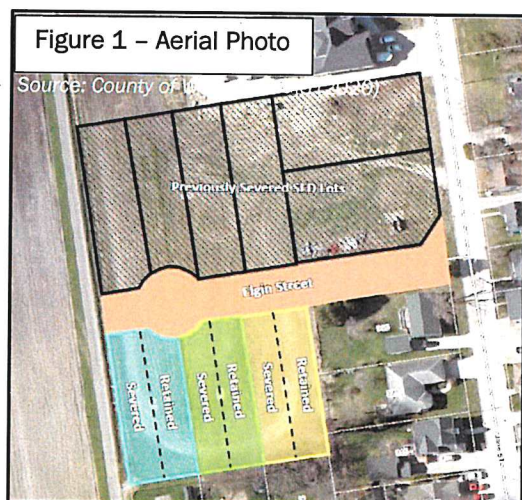 Figure 1 – Aerial Photo
Source: County of 2020)
Previously Severed SFD Lots
Elgin Street
Severed
Retained
Severed
Retained
Severed
Retained